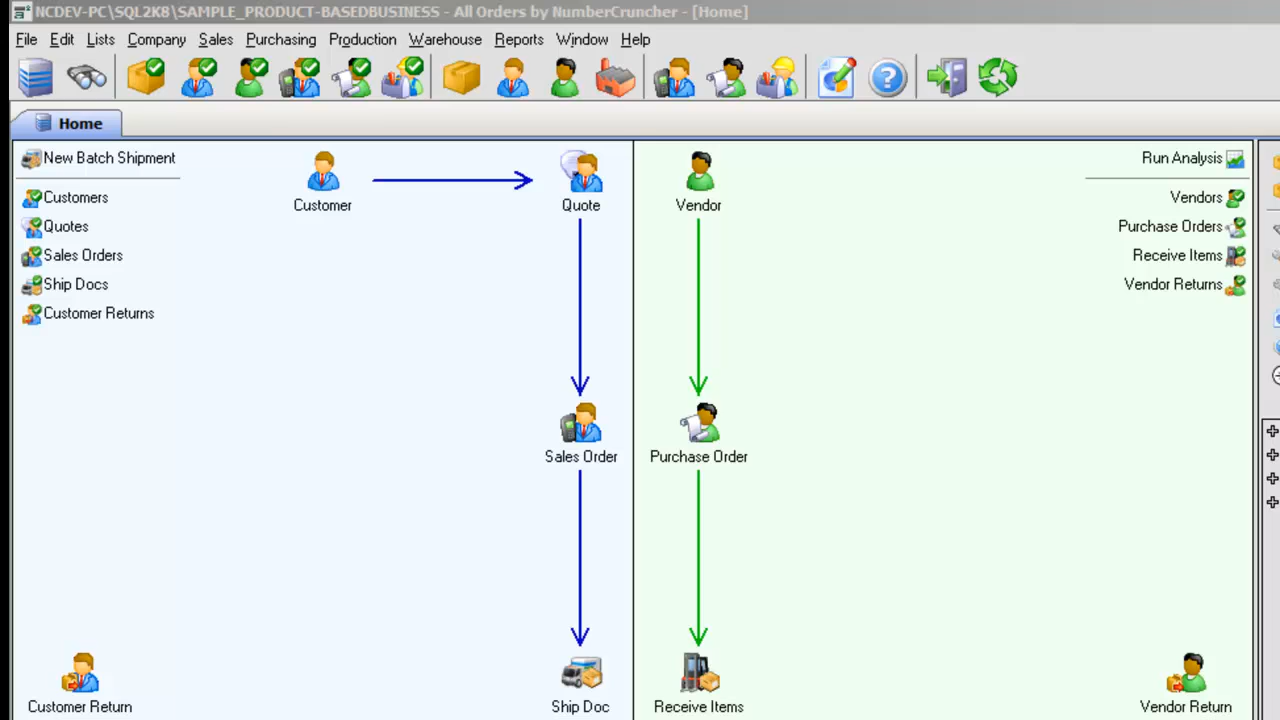 NCDEV-PC\SQL2K8\SAMPLE_PRODUCT-BASEDBUSINESS - All Orders by NumberCruncher - [Home]
File Edit Lists Company Sales Purchasing Production Warehouse Reports Window Help
Home
New Batch Shipment
Customers
Quotes
Sales Orders
Ship Docs
Customer Returns
Customer
Quote
Sales Order
Customer Return
Ship Doc
Vendor
Purchase Order
Receive Items
Vendor Return
Run Analysis
Vendors
Purchase Orders
Receive Items
Vendor Returns